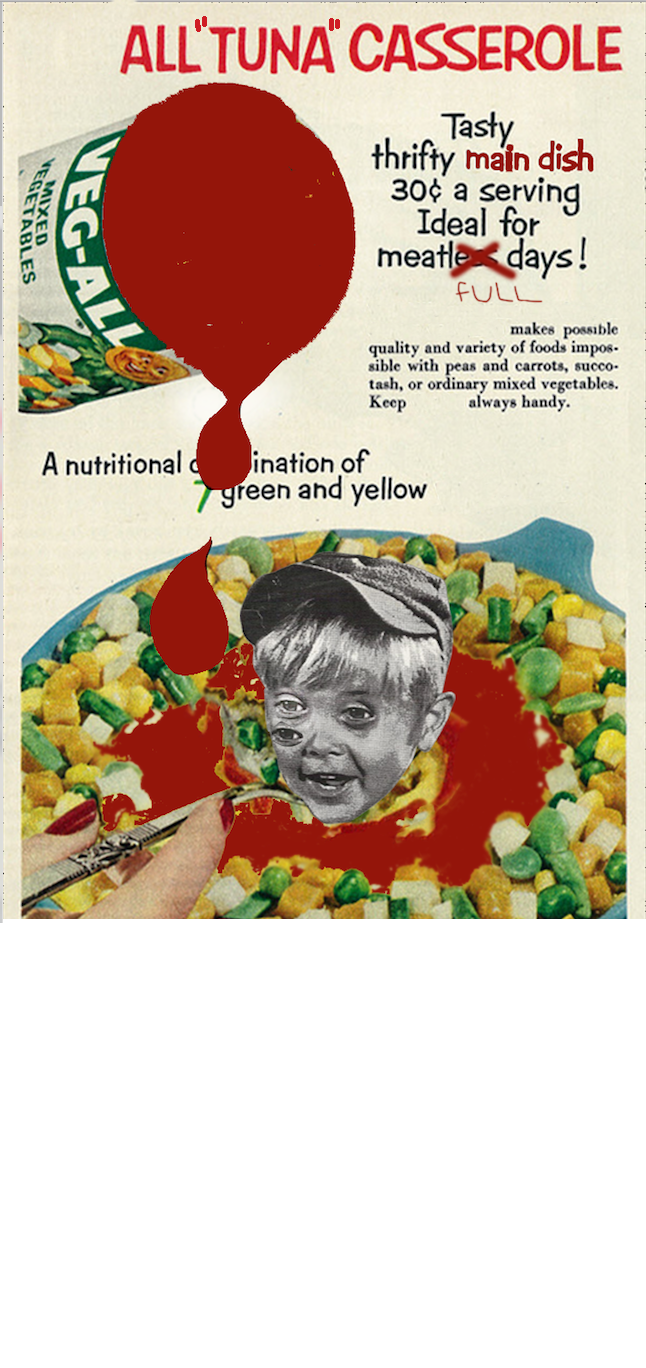 ALL "TUNA" CASSEROLE
Tasty
thrifty main dish
30¢ a serving
Ideal for
meatless days!
FULL
VEG-ALL
®
MIXED
VEGETABLES
makes possible
quality and variety of foods impos-
sible with peas and carrots, succo-
tash, or ordinary mixed vegetables.
Keep always handy.
A nutritional ination of
7 green and yellow